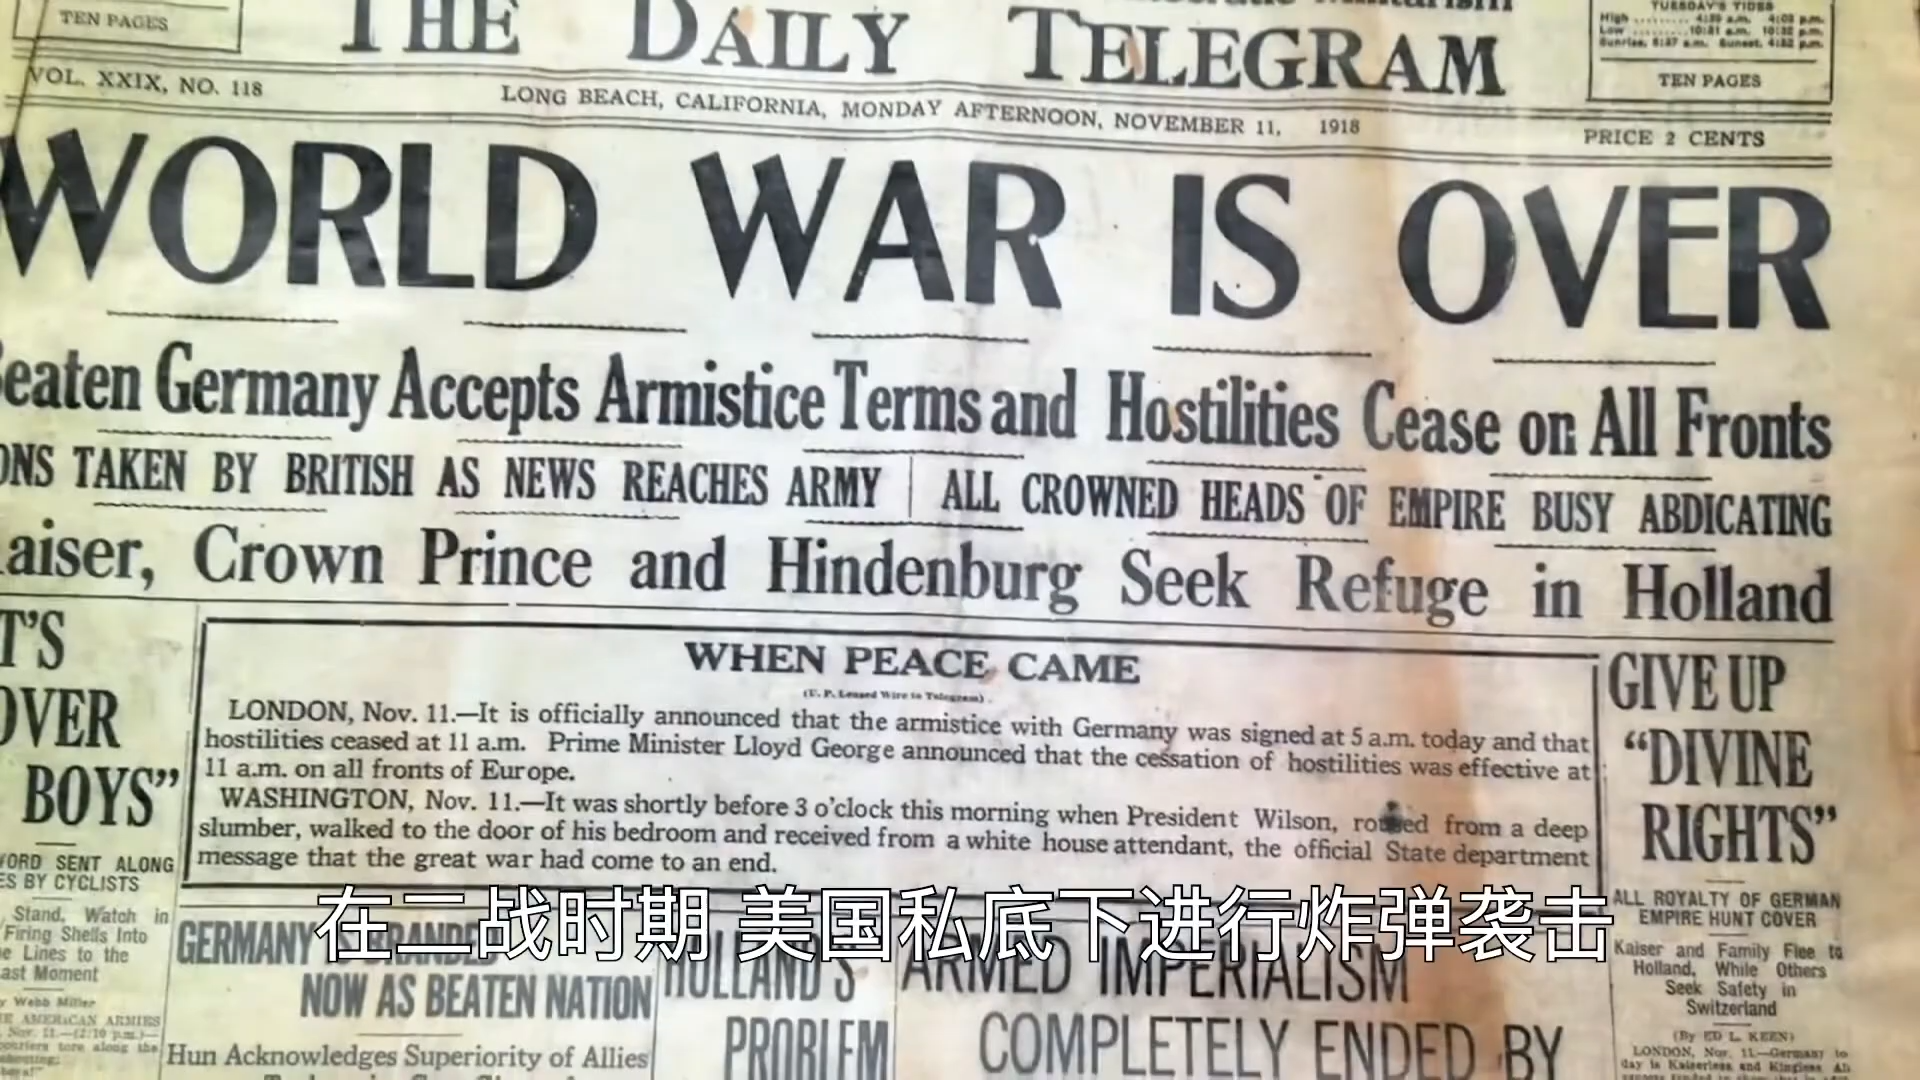 TEN PAGES
THE DAILY TELEGRAM
TUESDAY'S TIDES
High ........ 4:39 a.m. 4:03 p.m.
Low ........ 10:21 a.m. 10:32 p.m.
Sunrise, 6:27 a.m. Sunset, 4:52 p.m.
TEN PAGES
VOL. XXIX, NO. 118
LONG BEACH, CALIFORNIA, MONDAY AFTERNOON, NOVEMBER 11, 1918
PRICE 2 CENTS
WORLD WAR IS OVER
Beaten Germany Accepts Armistice Terms and Hostilities Cease on All Fronts
ONS TAKEN BY BRITISH AS NEWS REACHES ARMY
ALL CROWNED HEADS OF EMPIRE BUSY ABDICATING
aiser, Crown Prince and Hindenburg Seek Refuge in Holland
T'S
OVER
BOYS”
WORD SENT ALONG
ES BY CYCLISTS
Stand, Watch in
Firing Shells Into
e Lines to the
ast Moment
y Webb Miller
E AMERICAN ARMIES
Nov. 11.—(2:10 p.m.)—
couriers tore along the
WHEN PEACE CAME
(U. P. Leased Wire to Telegram)
LONDON, Nov. 11.—It is officially announced that the armistice with Germany was signed at 5 a.m. today and that
hostilities ceased at 11 a.m. Prime Minister Lloyd George announced that the cessation of hostilities was effective at
11 a.m. on all fronts of Europe.
WASHINGTON, Nov. 11.—It was shortly before 3 o'clock this morning when President Wilson, roused from a deep
slumber, walked to the door of his bedroom and received from a white house attendant, the official State department
message that the great war had come to an end.
GIVE UP
“DIVINE
RIGHTS”
ALL ROYALTY OF GERMAN
EMPIRE HUNT COVER
Kaiser and Family Flee to
Holland, While Others
Seek Safety in
Switzerland
(By ED L. KEEN)
LONDON, Nov. 11.—Germany to
day is Kaiserless and Kingless. All
GERMANY BRANDED
NOW AS BEATEN NATION
Hun Acknowledges Superiority of Allies
HOLLAND'S
PROBLEM
ARMED IMPERIALISM
COMPLETELY ENDED BY
在二战时期 美国私底下进行炸弹袭击